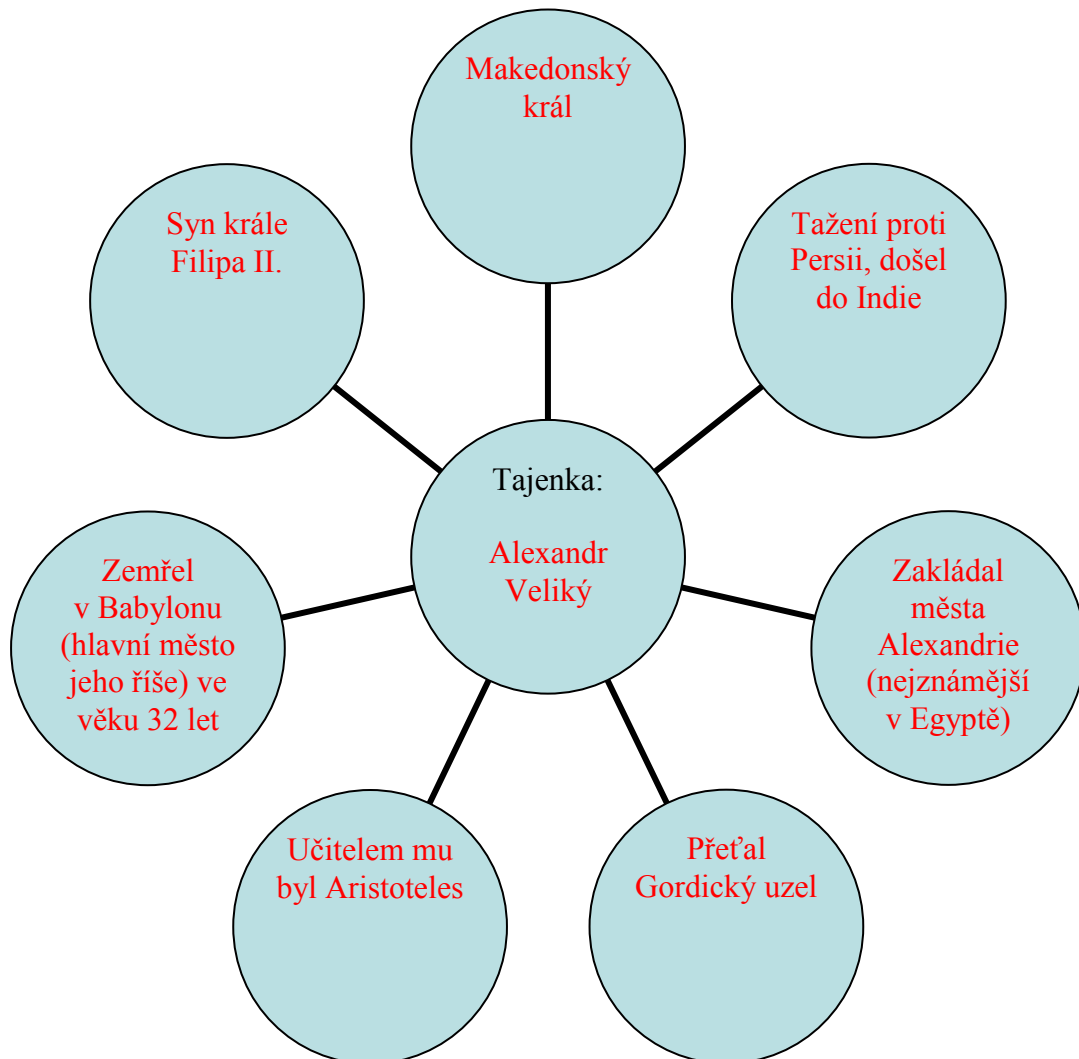 Makedonský
král
Tažení proti
Persii, došel
do Indie
Zakládal
města
Alexandrie
(nejznámější
v Egyptě)
Přeťal
Gordický uzel
Učitelem mu
byl Aristoteles
Zemřel
v Babylonu
(hlavní město
jeho říše) ve
věku 32 let
Syn krále
Filipa II.
Tajenka:
Alexandr
Veliký